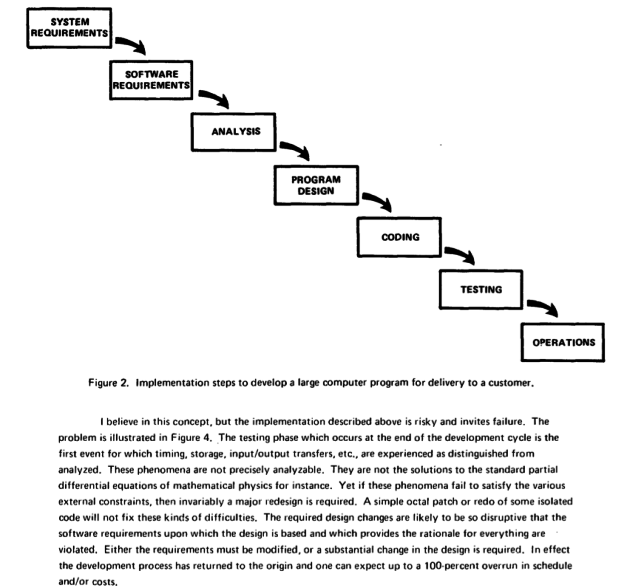 SYSTEM
REQUIREMENTS
SOFTWARE
REQUIREMENTS
ANALYSIS
PROGRAM
DESIGN
CODING
TESTING
OPERATIONS
Figure 2. Implementation steps to develop a large computer program for delivery to a customer.
I believe in this concept, but the implementation described above is risky and invites failure. The
problem is illustrated in Figure 4. The testing phase which occurs at the end of the development cycle is the
first event for which timing, storage, input/output transfers, etc., are experienced as distinguished from
analyzed. These phenomena are not precisely analyzable. They are not the solutions to the standard partial
differential equations of mathematical physics for instance. Yet if these phenomena fail to satisfy the various
external constraints, then invariably a major redesign is required. A simple octal patch or redo of some isolated
code will not fix these kinds of difficulties. The required design changes are likely to be so disruptive that the
software requirements upon which the design is based and which provides the rationale for everything are
violated. Either the requirements must be modified, or a substantial change in the design is required. In effect
the development process has returned to the origin and one can expect up to a 100-percent overrun in schedule
and/or costs.